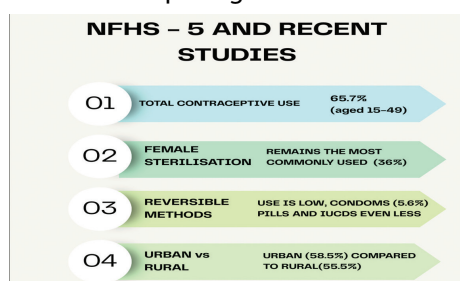 NFHS – 5 AND RECENT
STUDIES
01 TOTAL CONTRACEPTIVE USE 65.7%
(aged 15–49)
02 FEMALE STERILISATION REMAINS THE MOST COMMONLY USED (36%)
03 REVERSIBLE METHODS USE IS LOW, CONDOMS (5.6%) PILLS AND IUCDS EVEN LESS
04 URBAN vs RURAL URBAN (58.5%) COMPARED TO RURAL(55.5%)